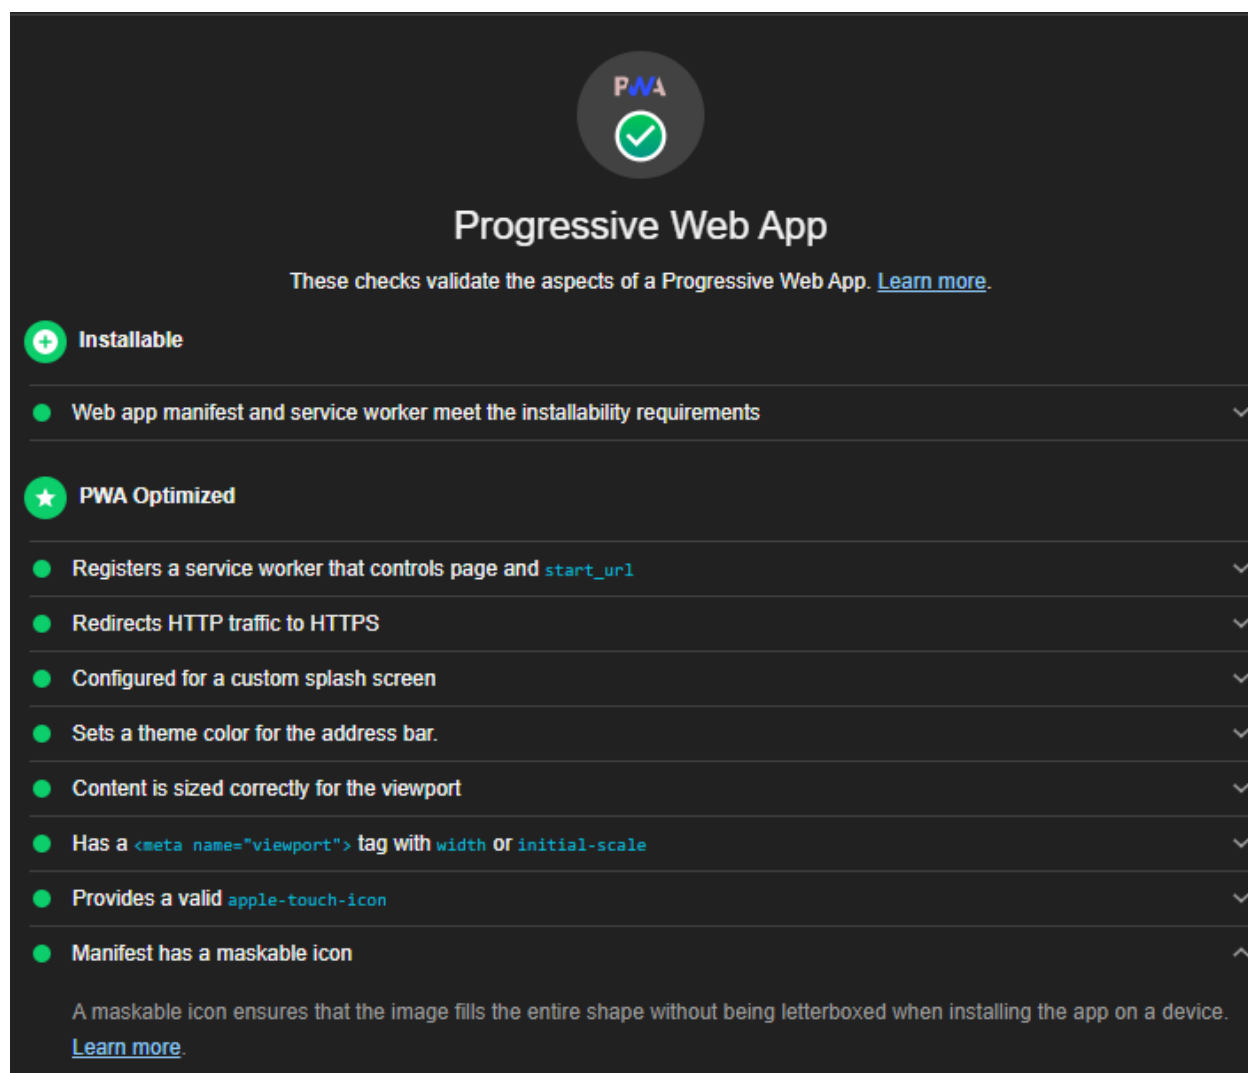 PWA
Progressive Web App
These checks validate the aspects of a Progressive Web App. Learn more.
Installable
Web app manifest and service worker meet the installability requirements
PWA Optimized
Registers a service worker that controls page and start_url
Redirects HTTP traffic to HTTPS
Configured for a custom splash screen
Sets a theme color for the address bar.
Content is sized correctly for the viewport
Has a <meta name="viewport"> tag with width or initial-scale
Provides a valid apple-touch-icon
Manifest has a maskable icon
A maskable icon ensures that the image fills the entire shape without being letterboxed when installing the app on a device.
Learn more.